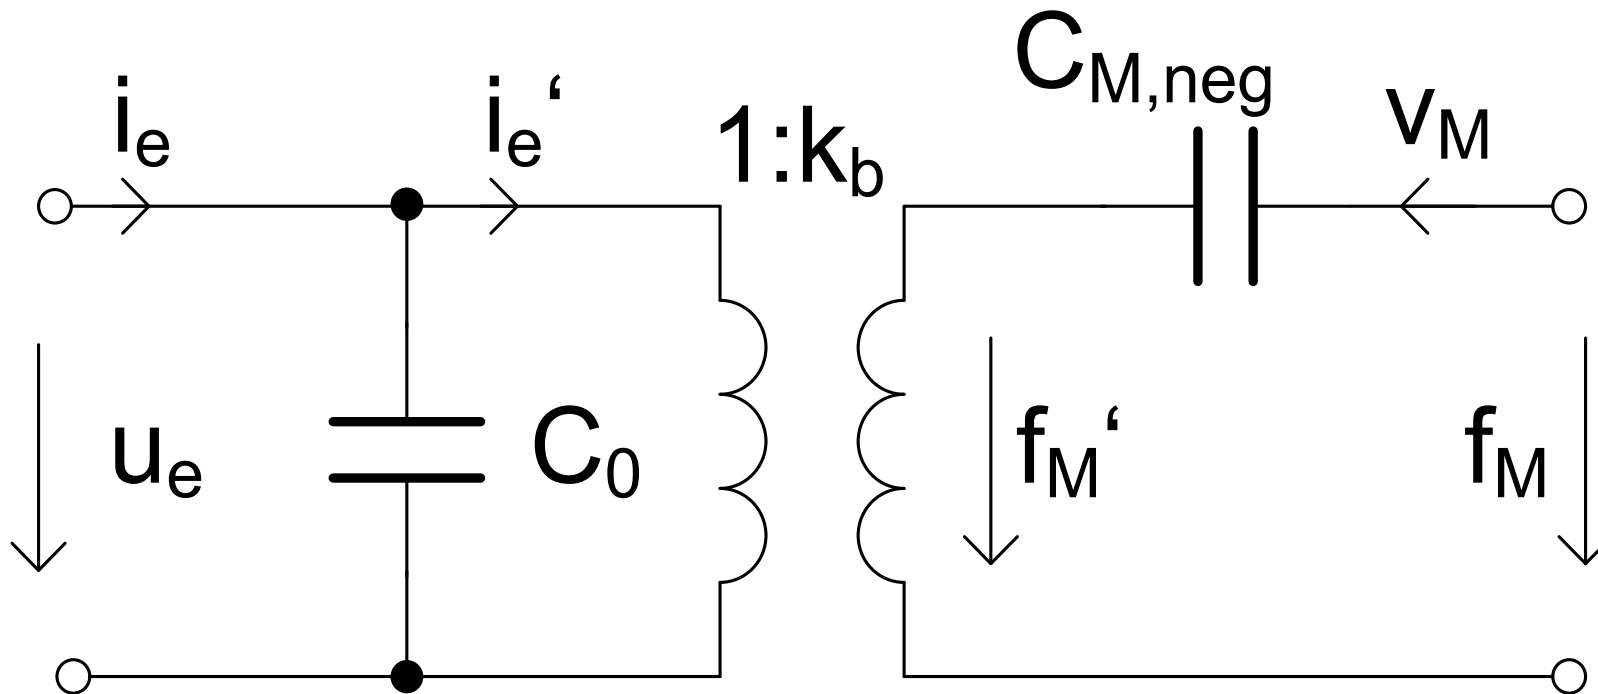 C_M,neg
i_e
i_e‘
1:k_b
v_M
u_e
C_0
f_M‘
f_M